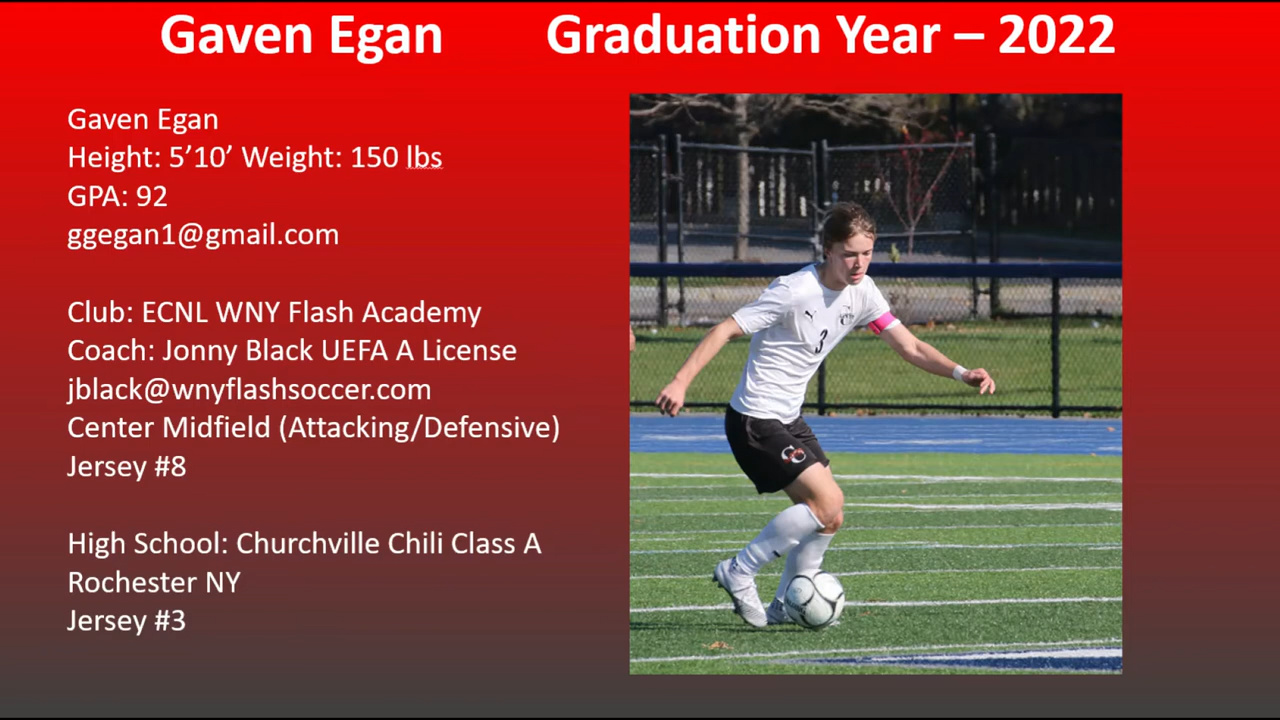 Gaven Egan Graduation Year – 2022
Gaven Egan
Height: 5’10’ Weight: 150 lbs
GPA: 92
ggegan1@gmail.com
Club: ECNL WNY Flash Academy
Coach: Jonny Black UEFA A License
jblack@wnyflashsoccer.com
Center Midfield (Attacking/Defensive)
Jersey #8
High School: Churchville Chili Class A
Rochester NY
Jersey #3
3